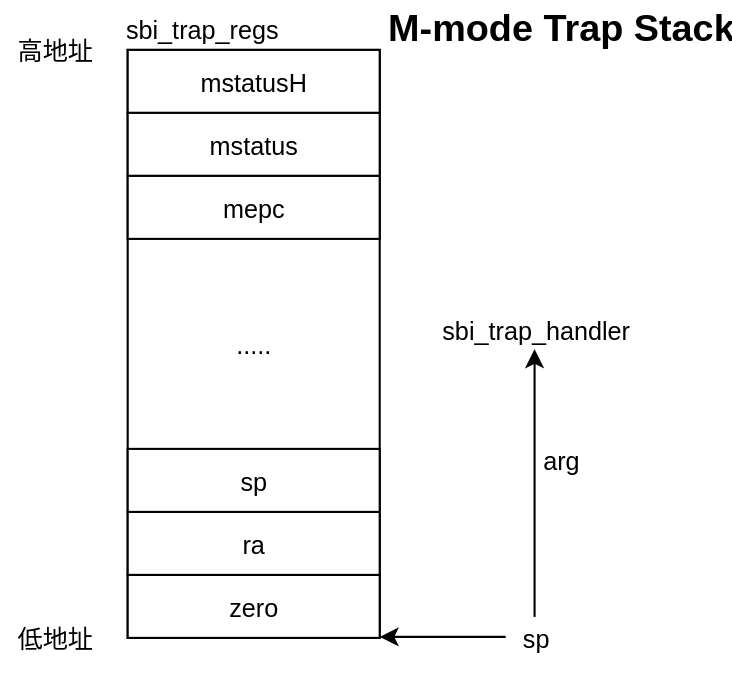 sbi_trap_regs
M-mode Trap Stack
高地址
mstatusH
mstatus
mepc
.....
sbi_trap_handler
arg
sp
ra
zero
低地址
sp